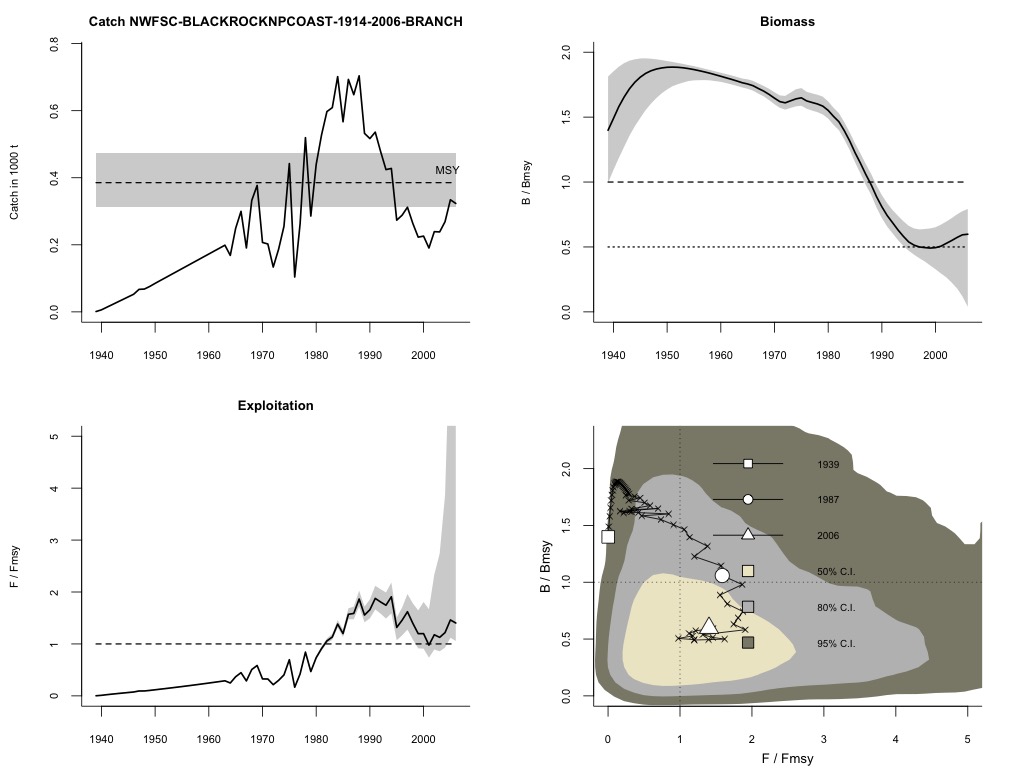 Catch NWFSC-BLACKROCKNPCOAST-1914-2006-BRANCH
Catch in 1000 t
0.0 0.2 0.4 0.6 0.8
MSY
1940 1950 1960 1970 1980 1990 2000
Biomass
B / Bmsy
0.0 0.5 1.0 1.5 2.0
1940 1950 1960 1970 1980 1990 2000
Exploitation
F / Fmsy
0 1 2 3 4 5
1940 1950 1960 1970 1980 1990 2000
B / Bmsy
0.0 0.5 1.0 1.5 2.0
1939
1987
2006
50% C.I.
80% C.I.
95% C.I.
0 1 2 3 4 5
F / Fmsy